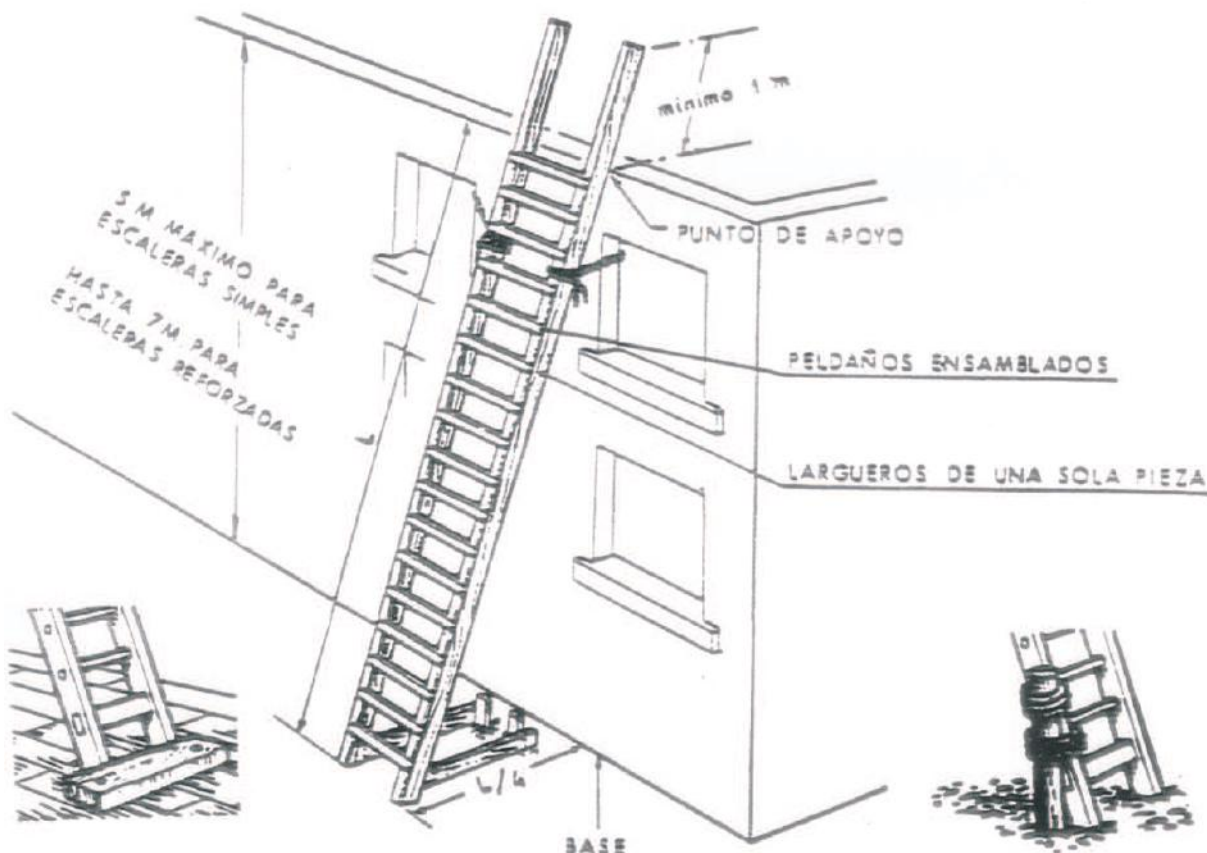 minimo 1 m
PUNTO DE APOYO
5 M MAXIMO PARA
ESCALERAS SIMPLES
HASTA 7M PARA
ESCALERAS REFORZADAS
L
PELDAÑOS ENSAMBLADOS
LARGUEROS DE UNA SOLA PIEZA
L/4
BASE